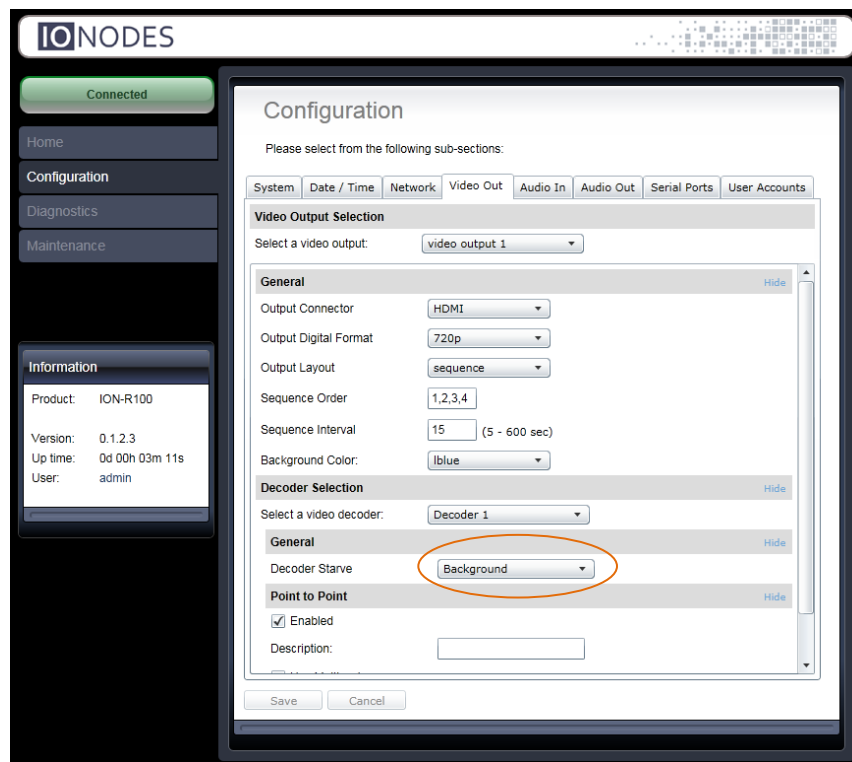 IONODES
Connected
Home
Configuration
Diagnostics
Maintenance
Information
Product: ION-R100
Version: 0.1.2.3
Up time: 0d 00h 03m 11s
User: admin
Configuration
Please select from the following sub-sections:
System Date / Time Network Video Out Audio In Audio Out Serial Ports User Accounts
Video Output Selection
Select a video output: video output 1
General Hide
Output Connector HDMI
Output Digital Format 720p
Output Layout sequence
Sequence Order 1,2,3,4
Sequence Interval 15 (5 - 600 sec)
Background Color: lblue
Decoder Selection Hide
Select a video decoder: Decoder 1
General Hide
Decoder Starve Background
Point to Point Hide
Enabled
Description:
Save Cancel